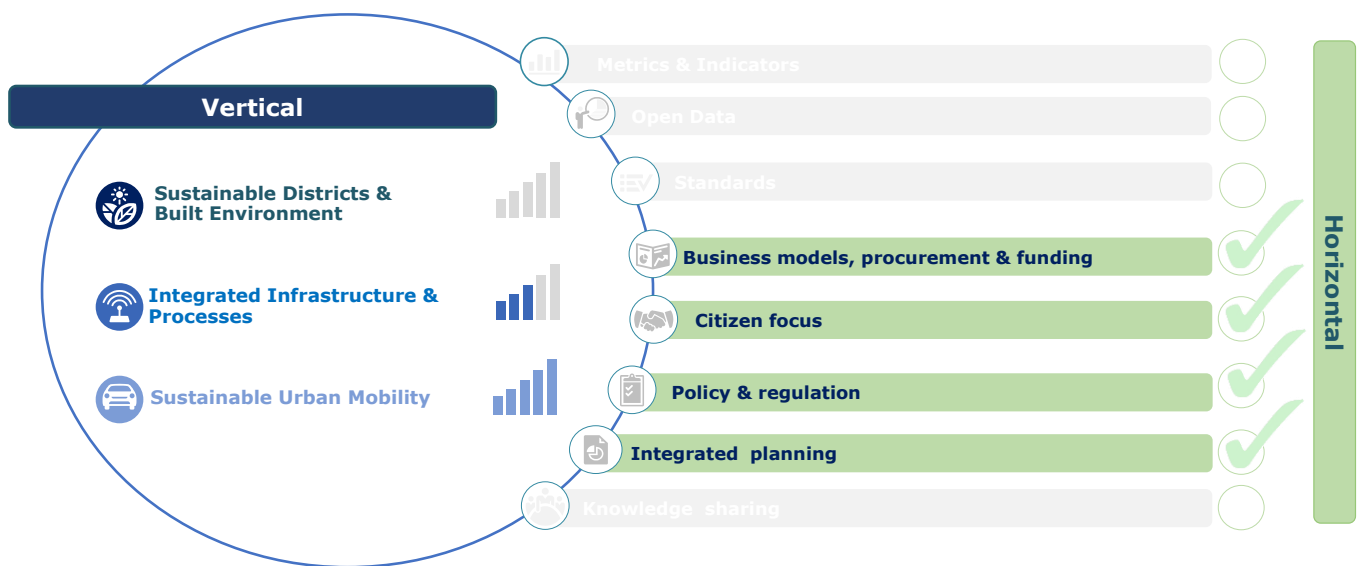 Vertical
Sustainable Districts &
Built Environment
Integrated Infrastructure &
Processes
Sustainable Urban Mobility
Metrics & Indicators
Open Data
Standards
Business models, procurement & funding
Citizen focus
Policy & regulation
Integrated planning
Knowledge sharing
Horizontal